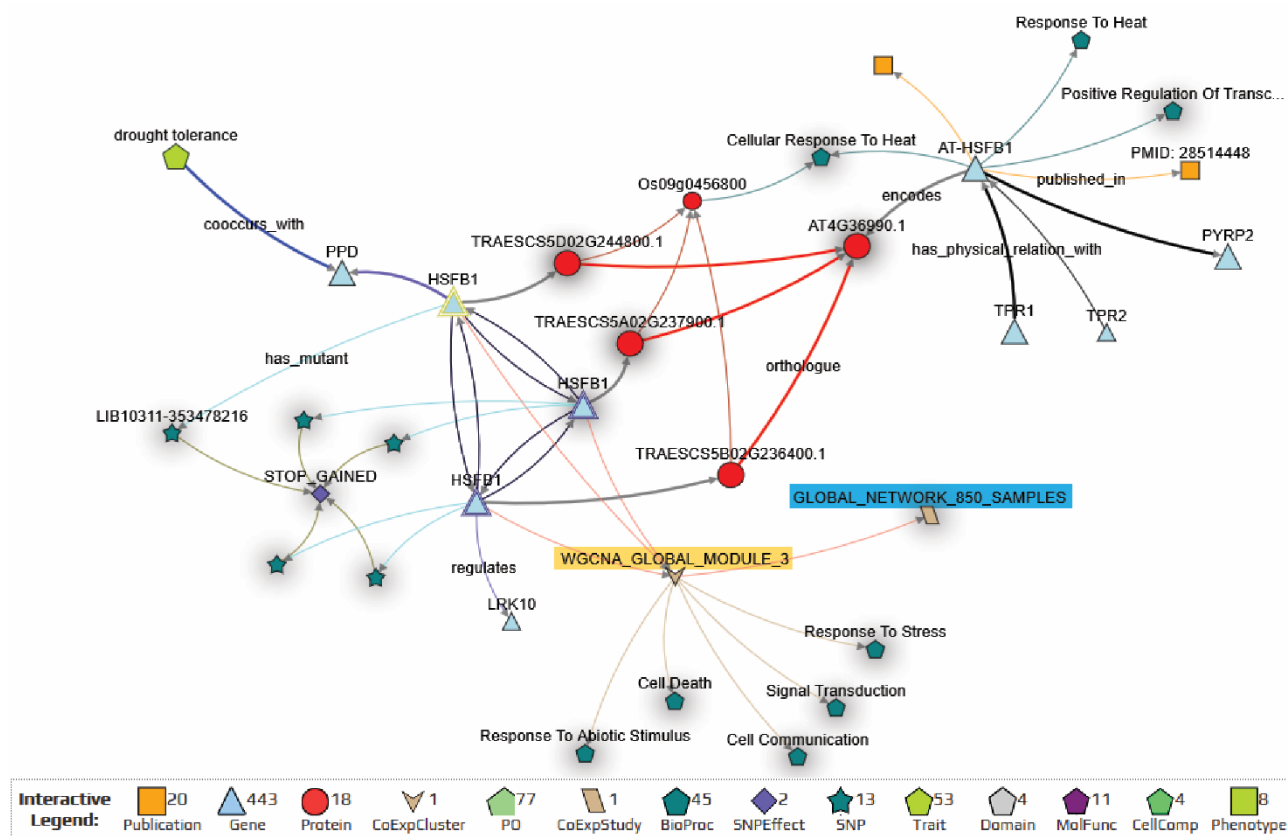 Response To Heat
Positive Regulation Of Transc...
drought tolerance
Cellular Response To Heat
AT-HSFB1
PMID: 28514448
published_in
Os09g0456800
encodes
cooccurs_with
TRAESCS5D02G244800.1
AT4G36990.1
PPD
has_physical_relation_with
PYRP2
HSFB1
TRAESCS5A02G237900.1
TPR1
TPR2
has_mutant
orthologue
HSFB1
LIB10311-353478216
TRAESCS5B02G236400.1
STOP_GAINED
HSFB1
GLOBAL_NETWORK_850_SAMPLES
WGCNA_GLOBAL_MODULE_3
regulates
LRK10
Response To Stress
Cell Death
Signal Transduction
Response To Abiotic Stimulus
Cell Communication
Interactive Legend:
20 Publication
443 Gene
18 Protein
1 CoExpCluster
77 PO
1 CoExpStudy
45 BioProc
2 SNPEffect
13 SNP
53 Trait
4 Domain
11 MolFunc
4 CellComp
8 Phenotype